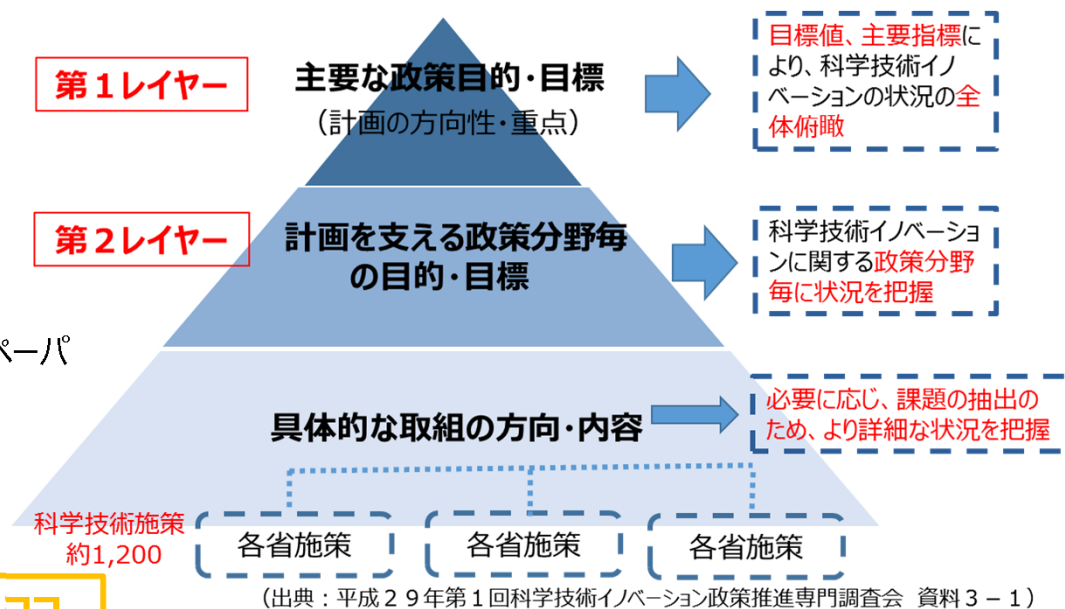 第１レイヤー
主要な政策目的・目標
（計画の方向性・重点）
目標値、主要指標に
より、科学技術イノ
ベーションの状況の全
体俯瞰
第２レイヤー
計画を支える政策分野毎
の目的・目標
科学技術イノベーショ
ンに関する政策分野
毎に状況を把握
ペーパ
具体的な取組の方向・内容
必要に応じ、課題の抽出の
ため、より詳細な状況を把握
科学技術施策
約1,200
各省施策
各省施策
各省施策
（出典：平成２９年第１回科学技術イノベーション政策推進専門調査会 資料３－１）